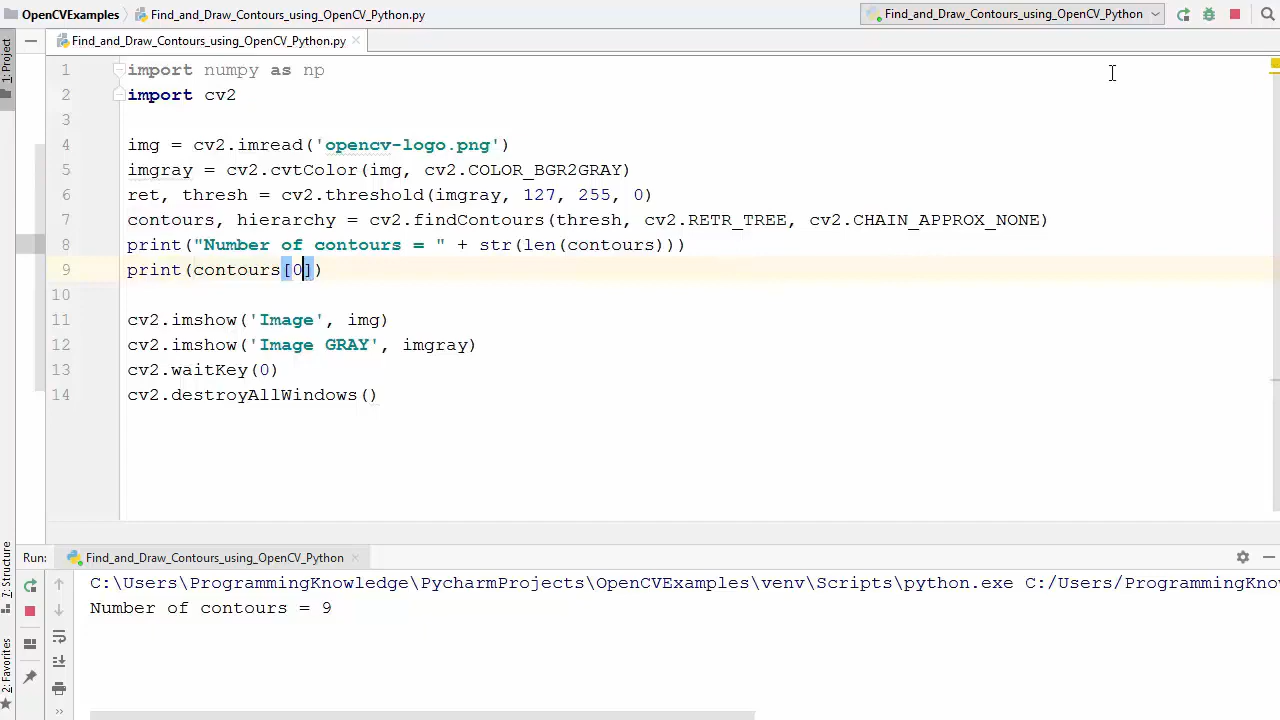 OpenCVExamples Find_and_Draw_Contours_using_OpenCV_Python.py Find_and_Draw_Contours_using_OpenCV_Python
1: Project
Find_and_Draw_Contours_using_OpenCV_Python.py
1 import numpy as np
2 import cv2
3
4 img = cv2.imread('opencv-logo.png')
5 imgray = cv2.cvtColor(img, cv2.COLOR_BGR2GRAY)
6 ret, thresh = cv2.threshold(imgray, 127, 255, 0)
7 contours, hierarchy = cv2.findContours(thresh, cv2.RETR_TREE, cv2.CHAIN_APPROX_NONE)
8 print("Number of contours = " + str(len(contours)))
9 print(contours[0])
10
11 cv2.imshow('Image', img)
12 cv2.imshow('Image GRAY', imgray)
13 cv2.waitKey(0)
14 cv2.destroyAllWindows()
7: Structure
2: Favorites
Run: Find_and_Draw_Contours_using_OpenCV_Python
C:\Users\ProgrammingKnowledge\PycharmProjects\OpenCVExamples\venv\Scripts\python.exe C:/Users/ProgrammingKno
Number of contours = 9